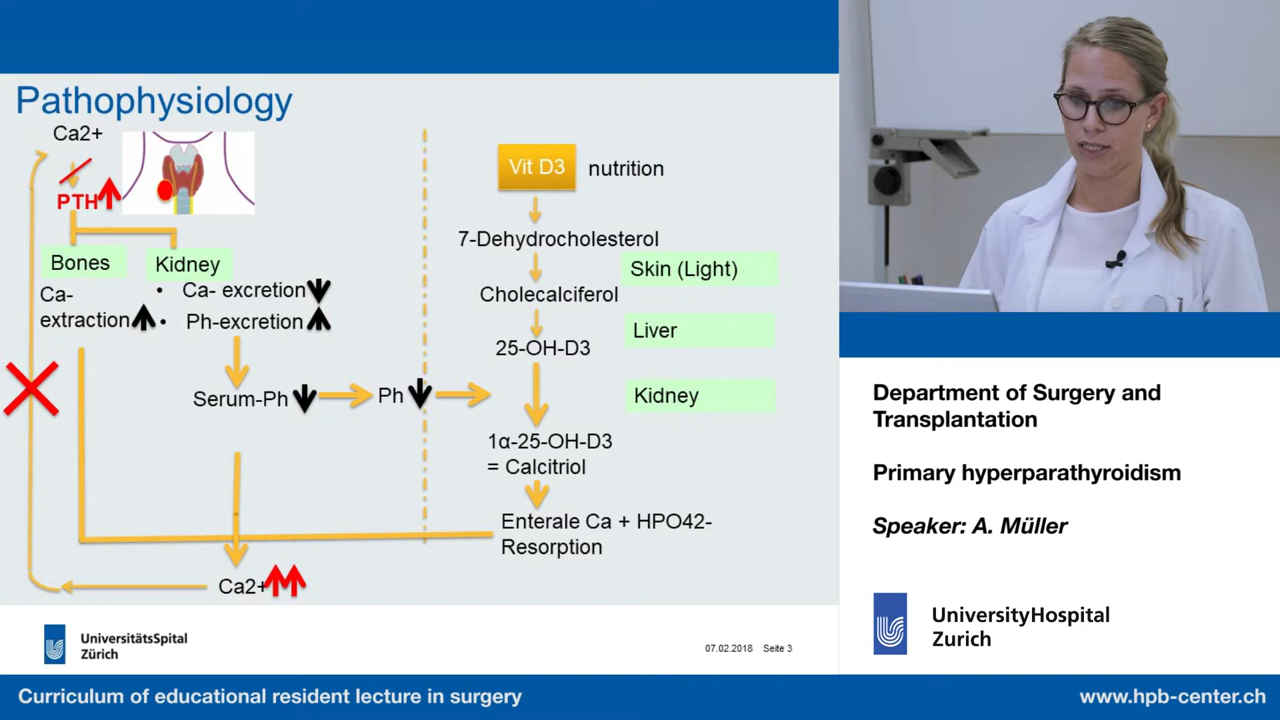 Pathophysiology
Ca2+
PTH
Bones
Kidney
Ca-
extraction
• Ca- excretion
• Ph-excretion
Serum-Ph
Ph
Ca2+
Vit D3
nutrition
7-Dehydrocholesterol
Skin (Light)
Cholecalciferol
Liver
25-OH-D3
Kidney
1α-25-OH-D3
= Calcitriol
Enterale Ca + HPO42-
Resorption
UniversitätsSpital
Zürich
07.02.2018 Seite 3
Department of Surgery and
Transplantation
Primary hyperparathyroidism
Speaker: A. Müller
UniversityHospital
Zurich
Curriculum of educational resident lecture in surgery
www.hpb-center.ch